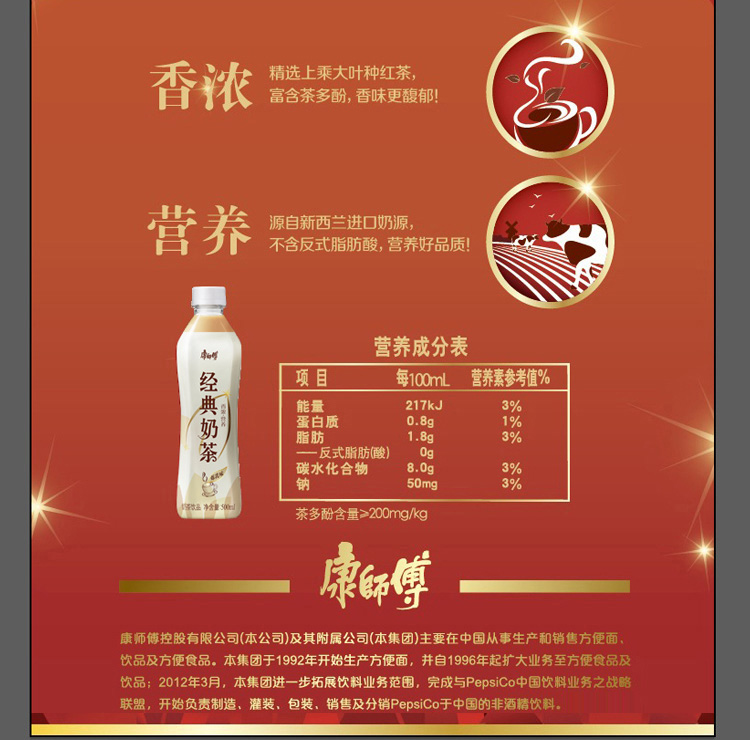 香浓
精选上乘大叶种红茶，
富含茶多酚，香味更馥郁！
营养
源自新西兰进口奶源，
不含反式脂肪酸，营养好品质！
康师傅
经典奶茶
奶茶饮品 净含量：500ml
营养成分表
项目 每100mL 营养素参考值%
能量 217kJ 3%
蛋白质 0.8g 1%
脂肪 1.8g 3%
——反式脂肪(酸) 0g
碳水化合物 8.0g 3%
钠 50mg 3%
茶多酚含量≥200mg/kg
康師傅
康师傅控股有限公司(本公司)及其附属公司(本集团)主要在中国从事生产和销售方便面、
饮品及方便食品。本集团于1992年开始生产方便面，并自1996年起扩大业务至方便食品及
饮品；2012年3月，本集团进一步拓展饮料业务范围，完成与PepsiCo中国饮料业务之战略
联盟，开始负责制造、灌装、包装、销售及分销PepsiCo于中国的非酒精饮料。